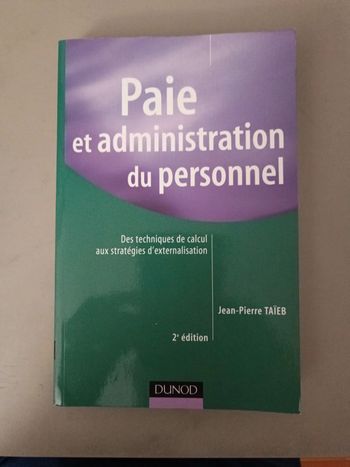 Paie
et administration
du personnel
Des techniques de calcul
aux stratégies d'externalisation
Jean-Pierre TAÏEB
2e édition
DUNOD